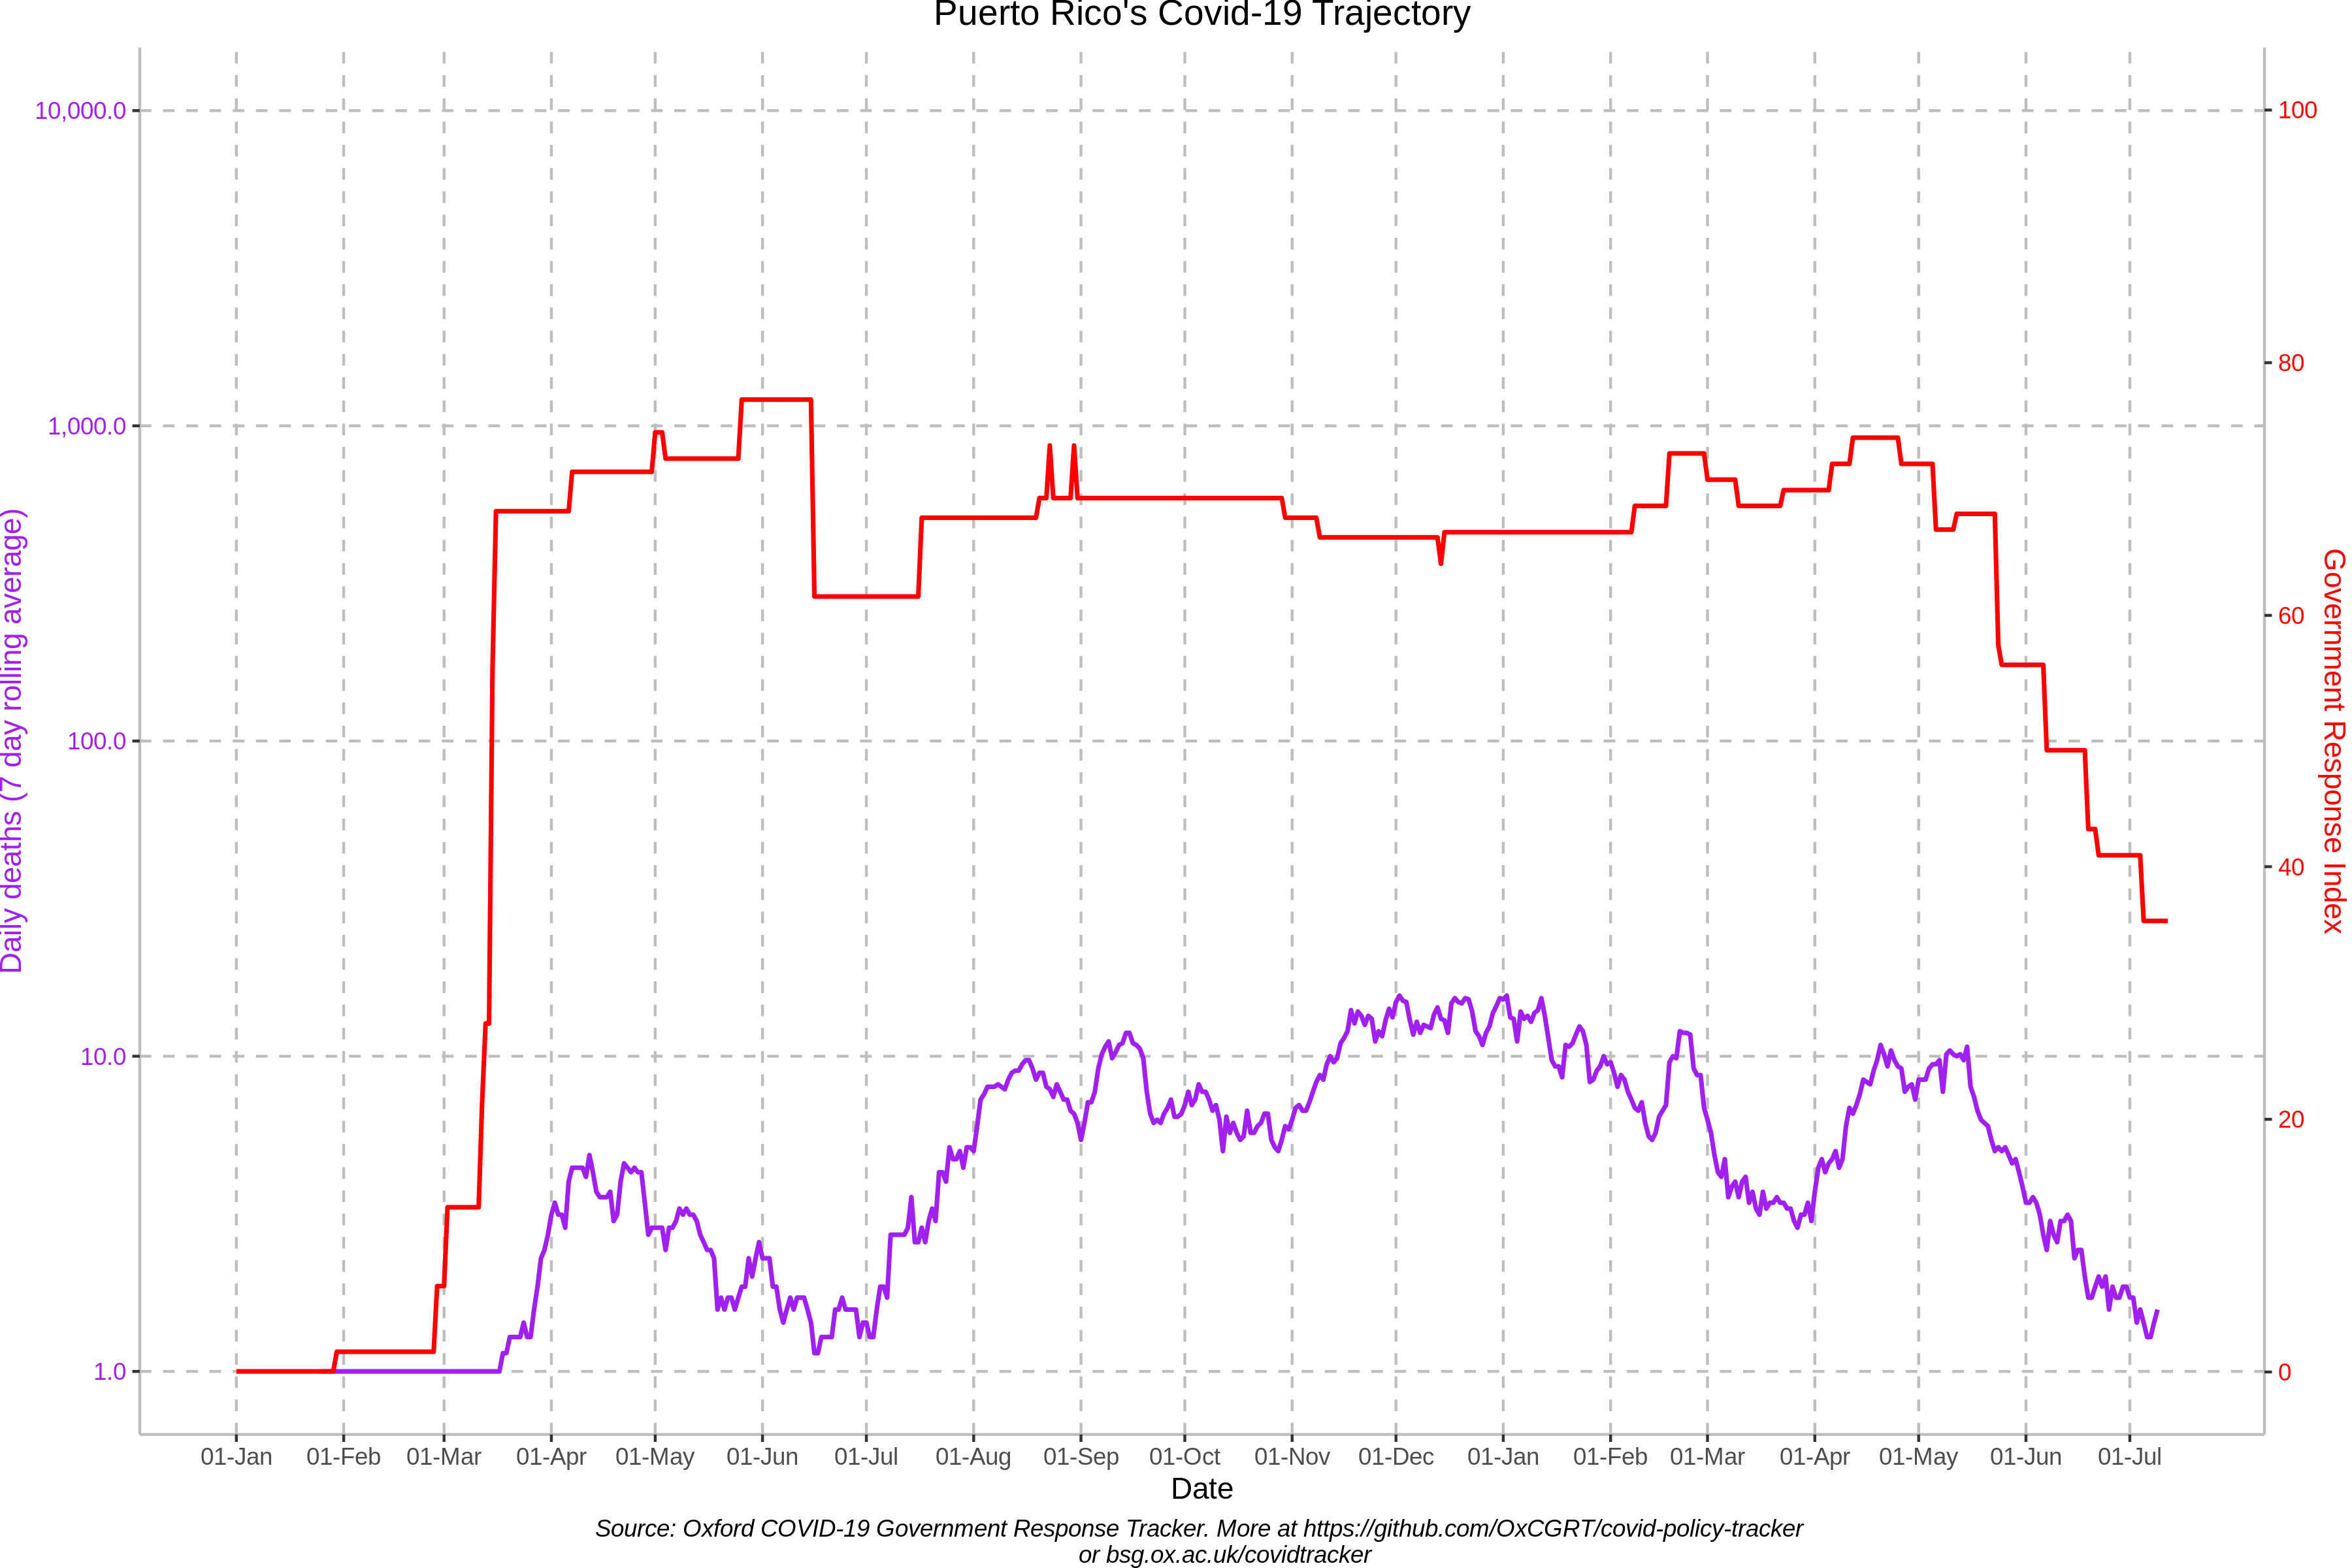 Puerto Rico's Covid-19 Trajectory
Daily deaths (7 day rolling average)
10,000.0
1,000.0
100.0
10.0
1.0
100
80
60
40
20
0
Government Response Index
01-Jan 01-Feb 01-Mar 01-Apr 01-May 01-Jun 01-Jul 01-Aug 01-Sep 01-Oct 01-Nov 01-Dec 01-Jan 01-Feb 01-Mar 01-Apr 01-May 01-Jun 01-Jul
Date
Source: Oxford COVID-19 Government Response Tracker. More at https://github.com/OxCGRT/covid-policy-tracker
or bsg.ox.ac.uk/covidtracker